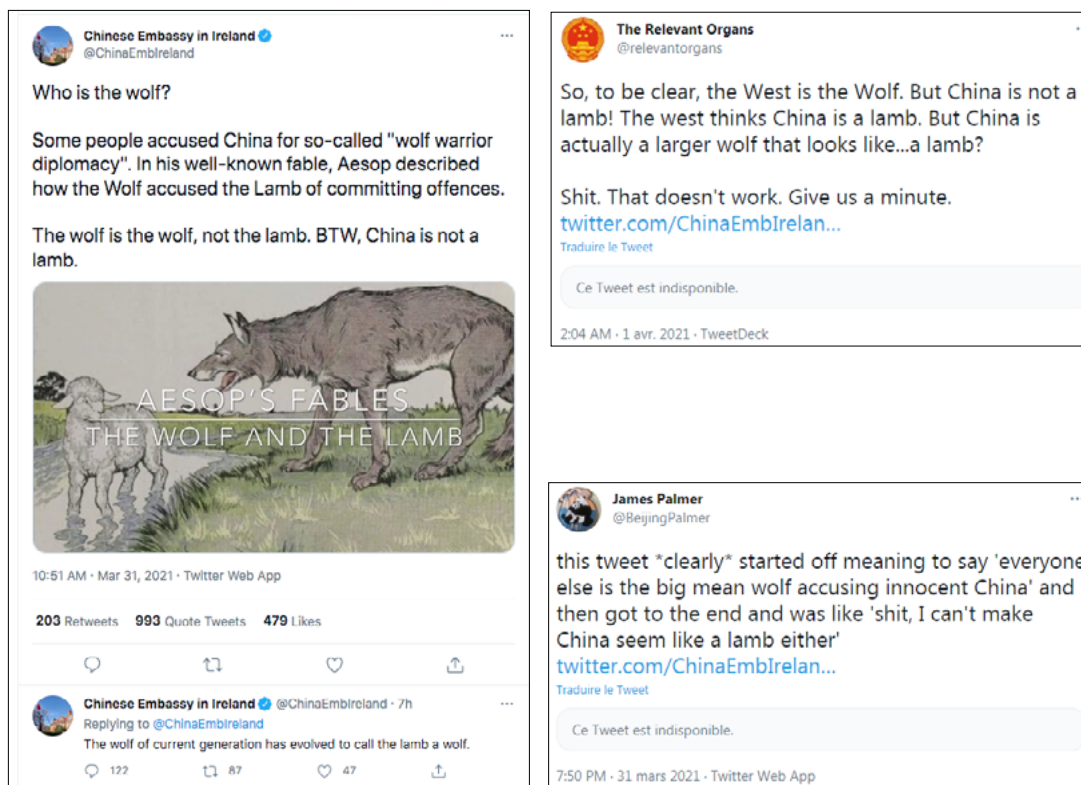 Chinese Embassy in Ireland
@ChinaEmbIreland
Who is the wolf?
Some people accused China for so-called "wolf warrior
diplomacy". In his well-known fable, Aesop described
how the Wolf accused the Lamb of committing offences.
The wolf is the wolf, not the lamb. BTW, China is not a
lamb.
AESOP'S FABLES
THE WOLF AND THE LAMB
10:51 AM · Mar 31, 2021 · Twitter Web App
203 Retweets 993 Quote Tweets 479 Likes
Chinese Embassy in Ireland @ChinaEmbIreland · 7h
Replying to @ChinaEmbIreland
The wolf of current generation has evolved to call the lamb a wolf.
122 87 47
The Relevant Organs
@relevantorgans
So, to be clear, the West is the Wolf. But China is not a
lamb! The west thinks China is a lamb. But China is
actually a larger wolf that looks like...a lamb?
Shit. That doesn't work. Give us a minute.
twitter.com/ChinaEmbIrelan...
Traduire le Tweet
Ce Tweet est indisponible.
2:04 AM · 1 avr. 2021 · TweetDeck
James Palmer
@BeijingPalmer
this tweet *clearly* started off meaning to say 'everyone
else is the big mean wolf accusing innocent China' and
then got to the end and was like 'shit, I can't make
China seem like a lamb either'
twitter.com/ChinaEmbIrelan...
Traduire le Tweet
Ce Tweet est indisponible.
7:50 PM · 31 mars 2021 · Twitter Web App